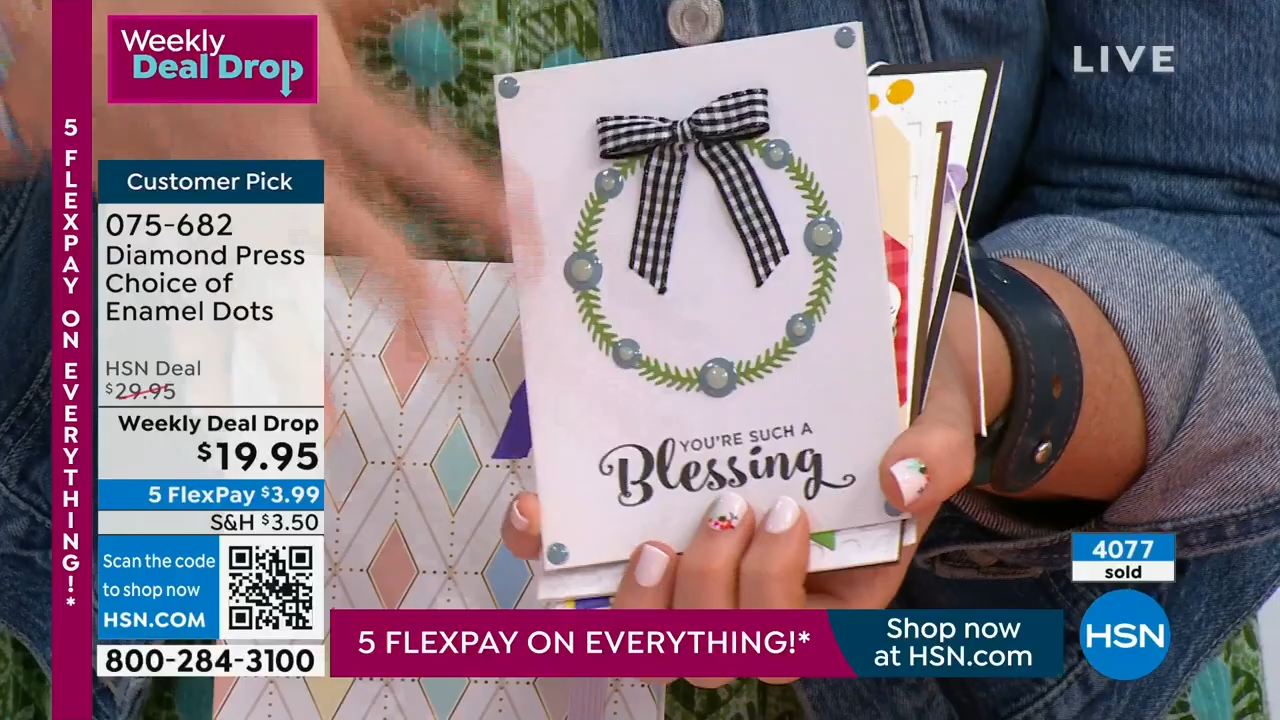 Weekly
Deal Drop
LIVE
5 FLEXPAY ON EVERYTHING!*
Customer Pick
075-682
Diamond Press
Choice of
Enamel Dots
HSN Deal
$29.95
Weekly Deal Drop
$19.95
5 FlexPay $3.99
S&H $3.50
Scan the code
to shop now
HSN.COM
800-284-3100
YOU'RE SUCH A
Blessing
4077
sold
5 FLEXPAY ON EVERYTHING!*
Shop now
at HSN.com
HSN